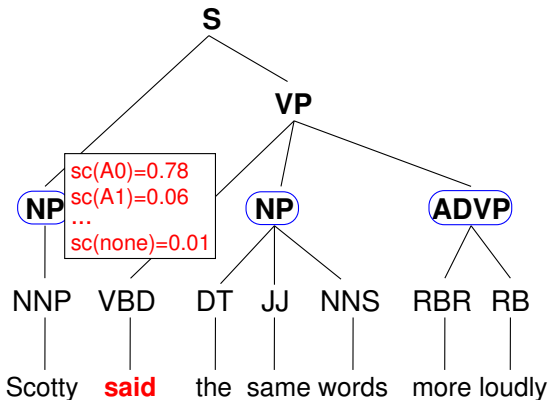 S
VP
sc(A0)=0.78
sc(A1)=0.06
...
sc(none)=0.01
NP NP ADVP
NNP VBD DT JJ NNS RBR RB
Scotty said the same words more loudly